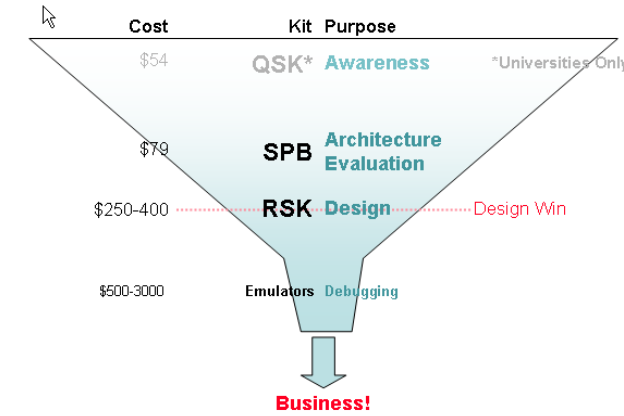 Cost Kit Purpose
$54 QSK* Awareness *Universities Only
$79 SPB Architecture
Evaluation
$250-400 RSK Design Design Win
$500-3000 Emulators Debugging
Business!